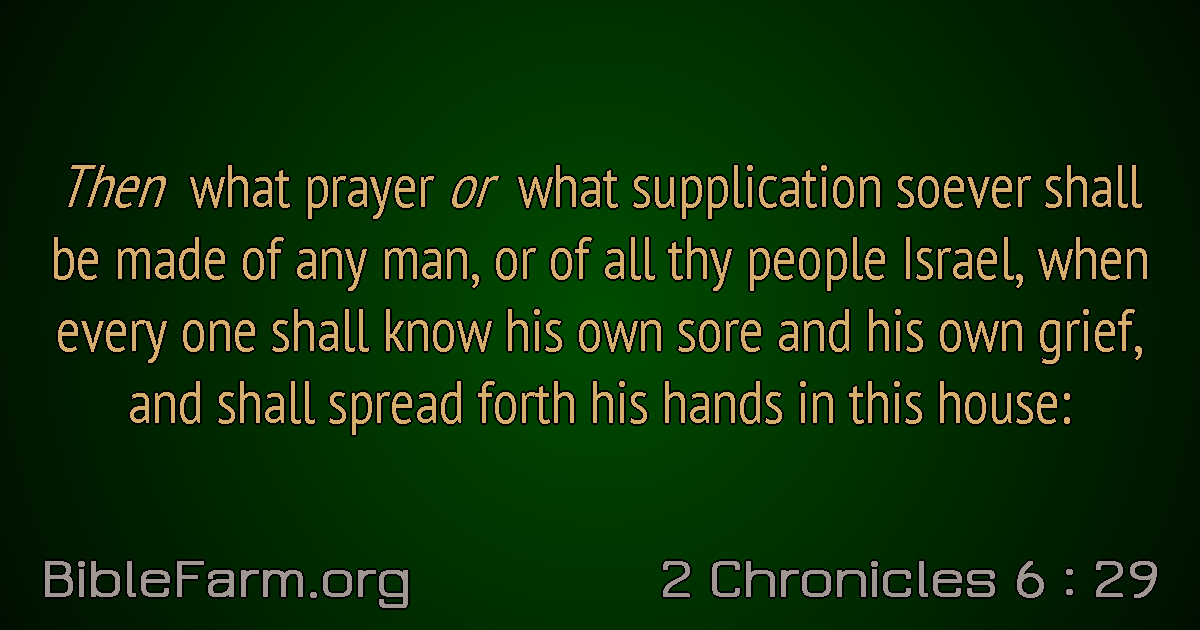 Then what prayer or what supplication soever shall
be made of any man, or of all thy people Israel, when
every one shall know his own sore and his own grief,
and shall spread forth his hands in this house:
BibleFarm.org
2 Chronicles 6 : 29